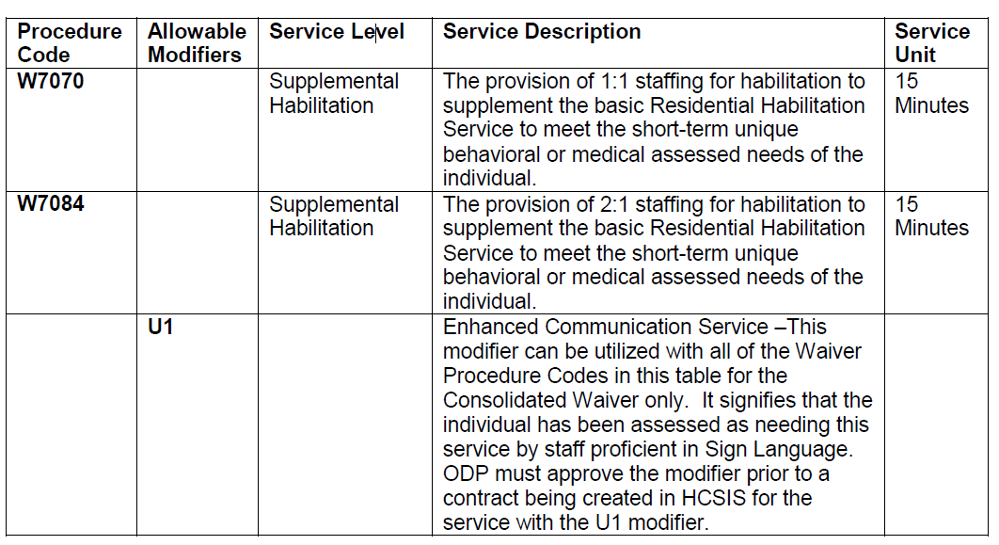 Procedure Code Allowable Modifiers Service Level Service Description Service Unit
W7070 Supplemental Habilitation The provision of 1:1 staffing for habilitation to 15 Minutes
supplement the basic Residential Habilitation
Service to meet the short-term unique
behavioral or medical assessed needs of the
individual.
W7084 Supplemental Habilitation The provision of 2:1 staffing for habilitation to 15 Minutes
supplement the basic Residential Habilitation
Service to meet the short-term unique
behavioral or medical assessed needs of the
individual.
U1 Enhanced Communication Service –This
modifier can be utilized with all of the Waiver
Procedure Codes in this table for the
Consolidated Waiver only.  It signifies that the
individual has been assessed as needing this
service by staff proficient in Sign Language.
ODP must approve the modifier prior to a
contract being created in HCSIS for the
service with the U1 modifier.